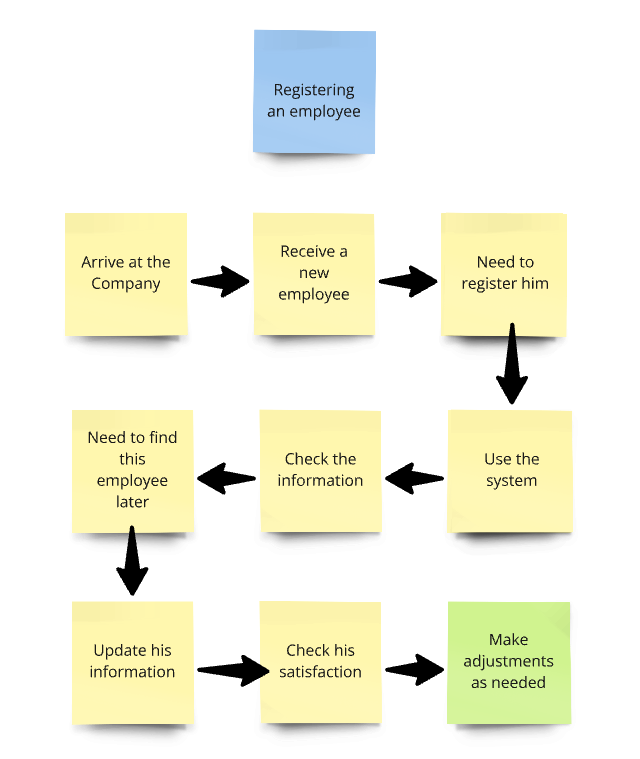 Registering
an employee
Arrive at the
Company
Receive a
new
employee
Need to
register him
Use the
system
Check the
information
Need to find
this
employee
later
Update his
information
Check his
satisfaction
Make
adjustments
as needed